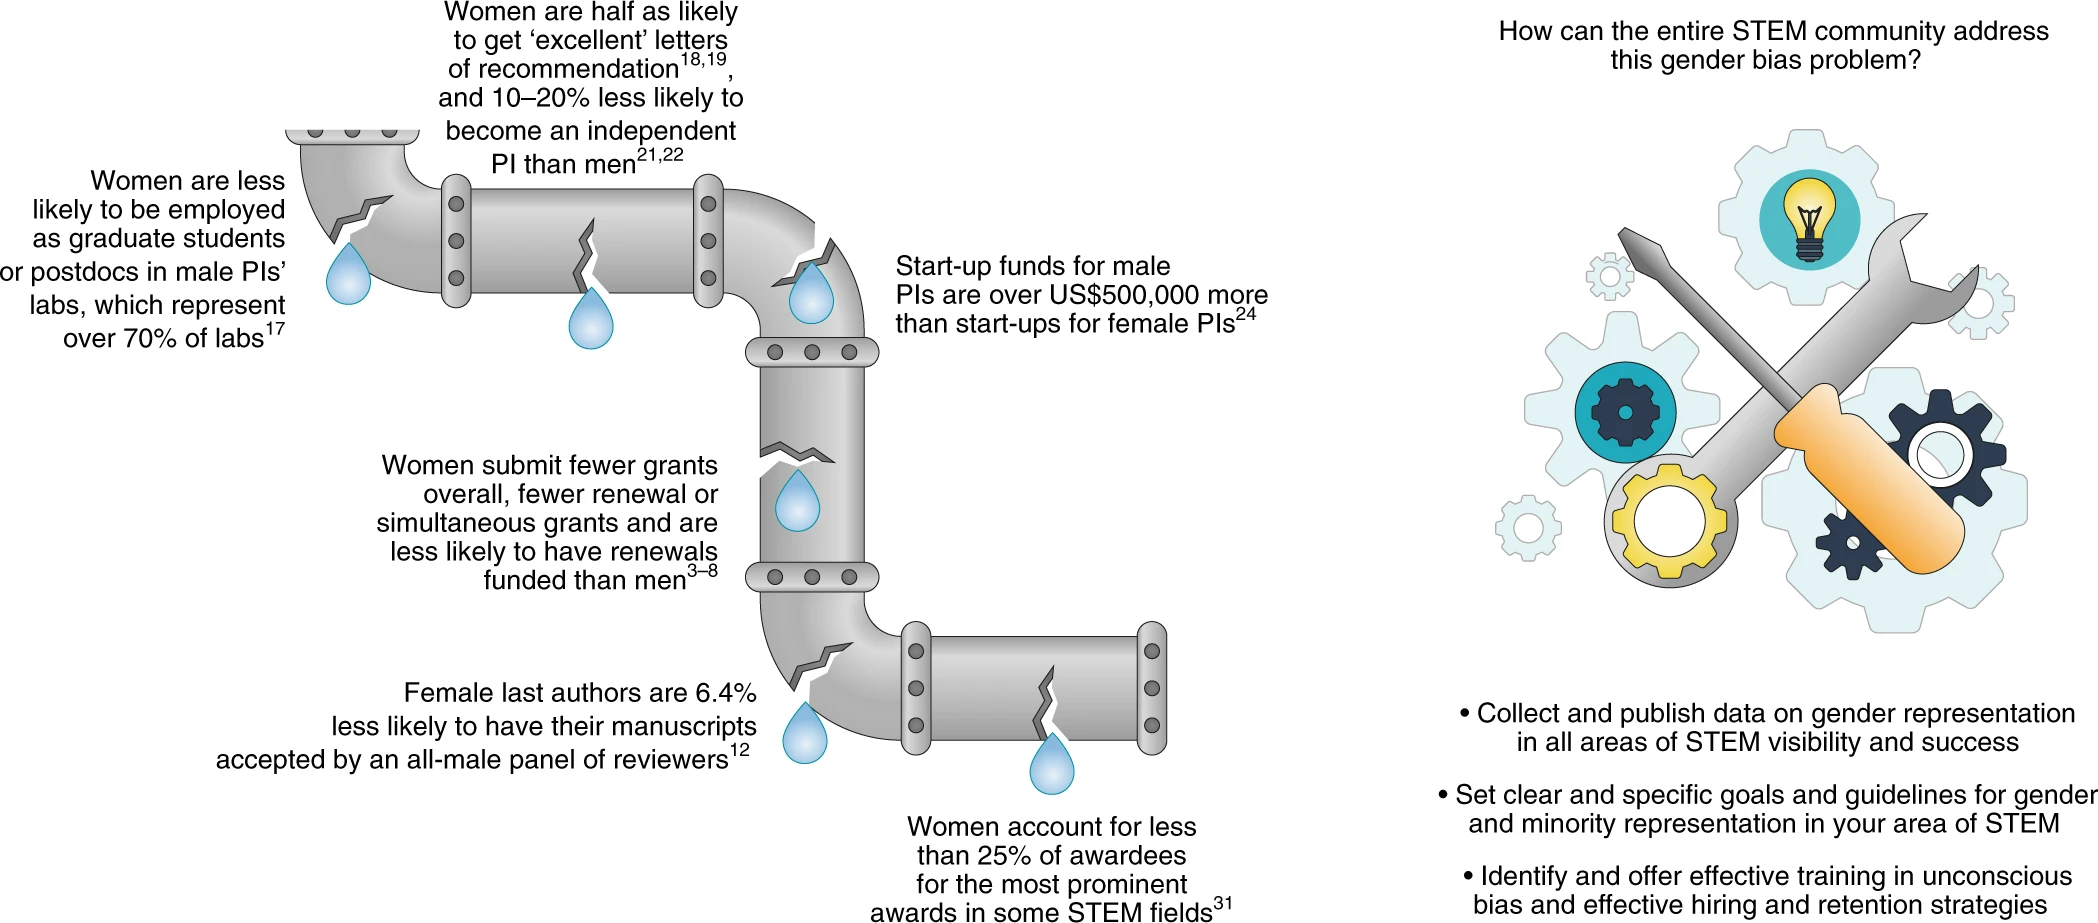 Women are half as likely
to get ‘excellent’ letters
of recommendation18,19,
and 10–20% less likely to
become an independent
PI than men21,22
Women are less
likely to be employed
as graduate students
or postdocs in male PIs’
labs, which represent
over 70% of labs17
Start-up funds for male
PIs are over US$500,000 more
than start-ups for female PIs24
Women submit fewer grants
overall, fewer renewal or
simultaneous grants and are
less likely to have renewals
funded than men3–8
Female last authors are 6.4%
less likely to have their manuscripts
accepted by an all-male panel of reviewers12
Women account for less
than 25% of awardees
for the most prominent
awards in some STEM fields31
How can the entire STEM community address
this gender bias problem?
• Collect and publish data on gender representation
in all areas of STEM visibility and success
• Set clear and specific goals and guidelines for gender
and minority representation in your area of STEM
• Identify and offer effective training in unconscious
bias and effective hiring and retention strategies